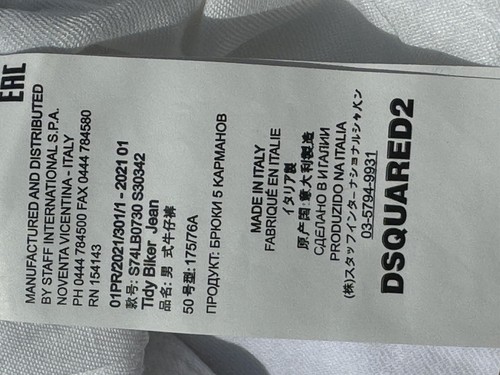 EAC
MANUFACTURED AND DISTRIBUTED
BY STAFF INTERNATIONAL S.P.A.
NOVENTA VICENTINA - ITALY
PH 0444 784500 FAX 0444 784580
RN 154143
01PR/2021/301/1 - 2021 01
款号: S74LB0730 S30342
Tidy Biker Jean
品名: 男 式牛仔裤
50 号型:175/76A
ПРОДУКТ: БРЮКИ 5 КАРМАНОВ
MADE IN ITALY
FABRIQUÉ EN ITALIE
イタリア製
原产国:意大利製造
СДЕЛАНО В ИТАЛИИ
PRODUZIDO NA ITALIA
(株)スタッフインターナショナルジャパン
03-5794-9931
DSQUARED2